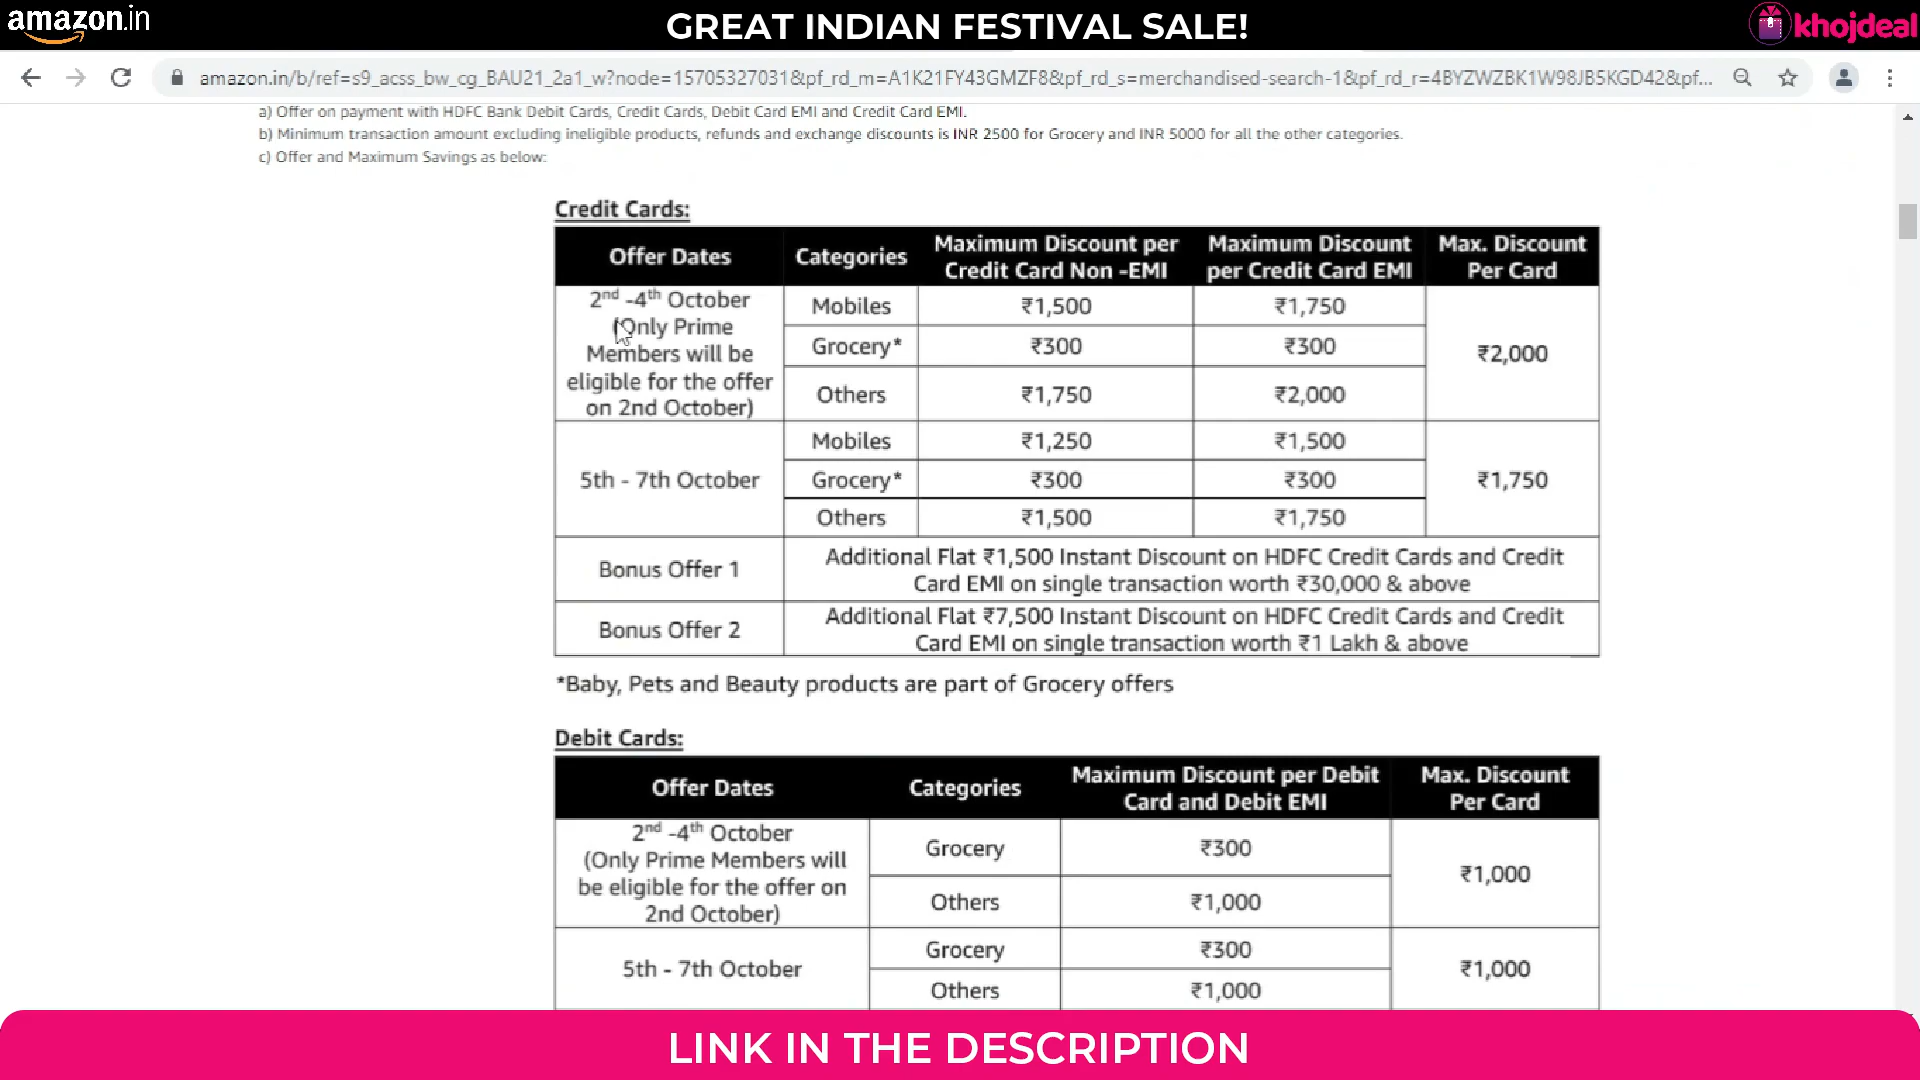 amazon.in
GREAT INDIAN FESTIVAL SALE!
khojdeal
amazon.in/b/ref=s9_acss_bw_cg_BAU21_2a1_w?node=15705327031&pf_rd_m=A1K21FY43GMZF8&pf_rd_s=merchandised-search-1&pf_rd_r=4BYZWZBK1W98JB5KGD42&pf...
a) Offer on payment with HDFC Bank Debit Cards, Credit Cards, Debit Card EMI and Credit Card EMI.
b) Minimum transaction amount excluding ineligible products, refunds and exchange discounts is INR 2500 for Grocery and INR 5000 for all the other categories.
c) Offer and Maximum Savings as below:
Credit Cards:
Offer Dates
Categories
Maximum Discount per
Credit Card Non -EMI
Maximum Discount
per Credit Card EMI
Max. Discount
Per Card
2nd -4th October
(Only Prime
Members will be
eligible for the offer
on 2nd October)
Mobiles
₹1,500
₹1,750
Grocery*
₹300
₹300
Others
₹1,750
₹2,000
₹2,000
5th - 7th October
Mobiles
₹1,250
₹1,500
Grocery*
₹300
₹300
Others
₹1,500
₹1,750
₹1,750
Bonus Offer 1
Additional Flat ₹1,500 Instant Discount on HDFC Credit Cards and Credit
Card EMI on single transaction worth ₹30,000 & above
Bonus Offer 2
Additional Flat ₹7,500 Instant Discount on HDFC Credit Cards and Credit
Card EMI on single transaction worth ₹1 Lakh & above
*Baby, Pets and Beauty products are part of Grocery offers
Debit Cards:
Offer Dates
Categories
Maximum Discount per Debit
Card and Debit EMI
Max. Discount
Per Card
2nd -4th October
(Only Prime Members will
be eligible for the offer on
2nd October)
Grocery
₹300
Others
₹1,000
₹1,000
5th - 7th October
Grocery
₹300
Others
₹1,000
₹1,000
LINK IN THE DESCRIPTION